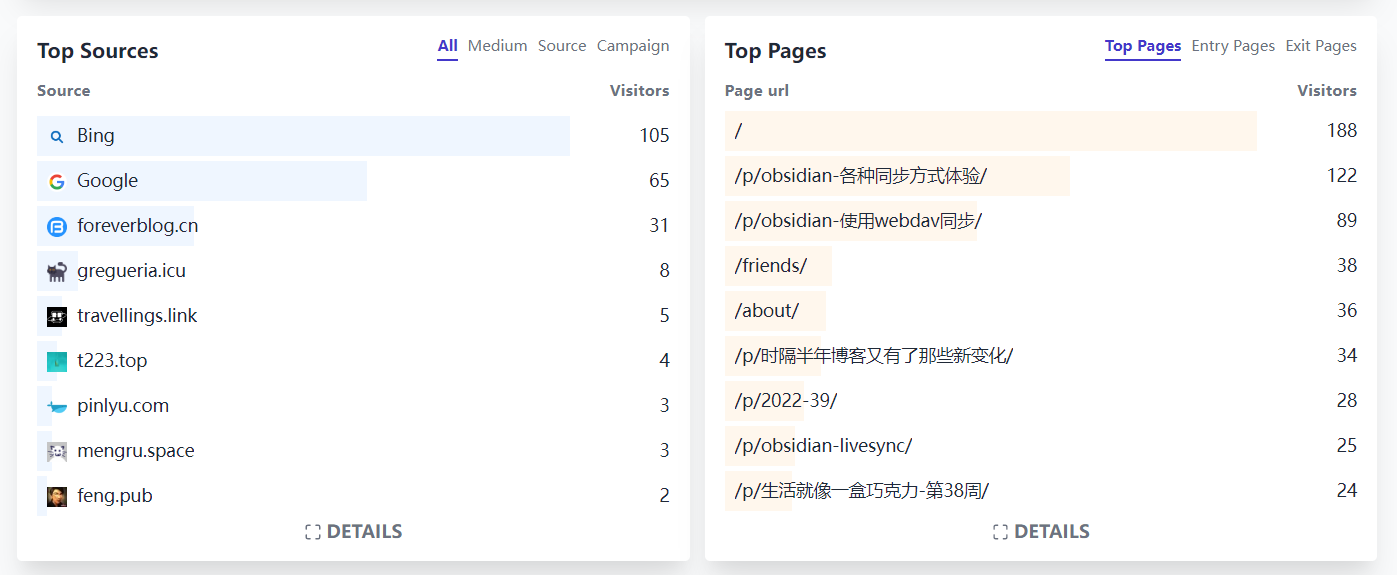 Top Sources
All Medium Source Campaign
Source Visitors
Bing 105
Google 65
foreverblog.cn 31
gregueria.icu 8
travellings.link 5
t223.top 4
pinlyu.com 3
mengru.space 3
feng.pub 2
DETAILS
Top Pages
Top Pages Entry Pages Exit Pages
Page url Visitors
/ 188
/p/obsidian-各种同步方式体验/ 122
/p/obsidian-使用webdav同步/ 89
/friends/ 38
/about/ 36
/p/时隔半年博客又有了那些新变化/ 34
/p/2022-39/ 28
/p/obsidian-livesync/ 25
/p/生活就像一盒巧克力-第38周/ 24
DETAILS